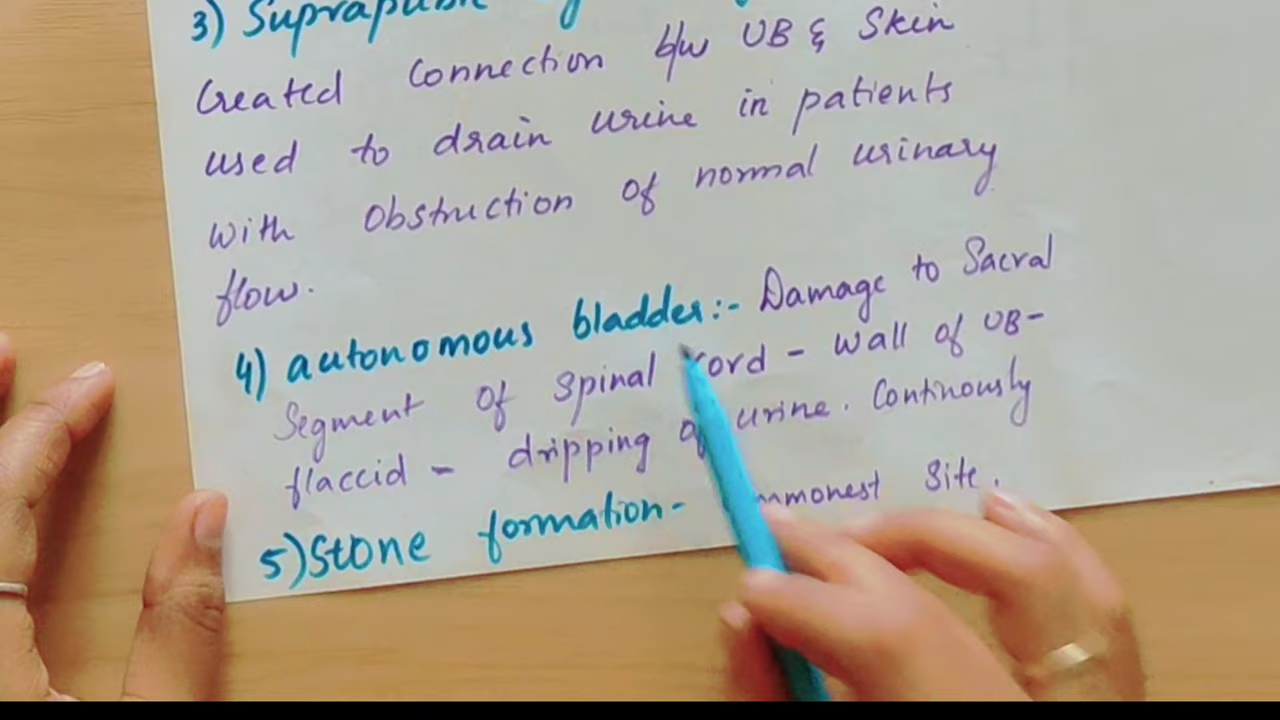 3) Suprapubic
Created Connection b/w UB & Skin
used to drain urine in patients
with Obstruction of normal urinary
flow.
4) autonomous bladder:- Damage to Sacral
Segment of Spinal cord - Wall of UB-
flaccid - dripping of urine. Continously
5) Stone formation- Commonest Site.